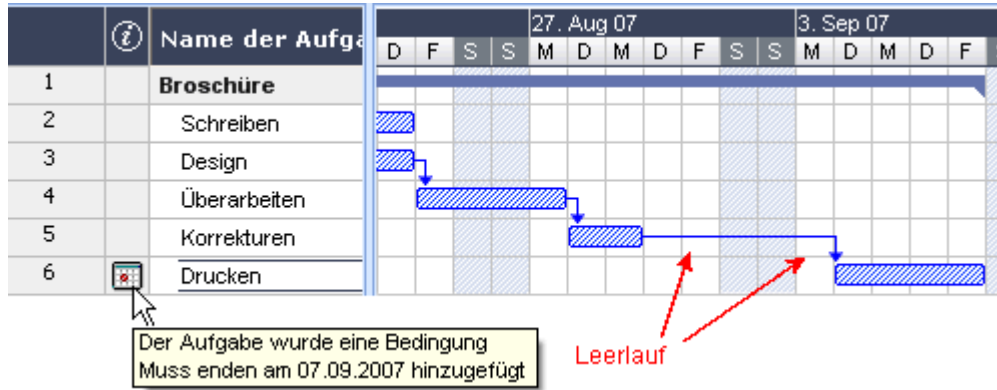 27. Aug 07 3. Sep 07
i Name der Aufga
D F S S M D M D F S S M D M D F
1 Broschüre
2 Schreiben
3 Design
4 Überarbeiten
5 Korrekturen
6 Drucken
Der Aufgabe wurde eine Bedingung
Muss enden am 07.09.2007 hinzugefügt
Leerlauf